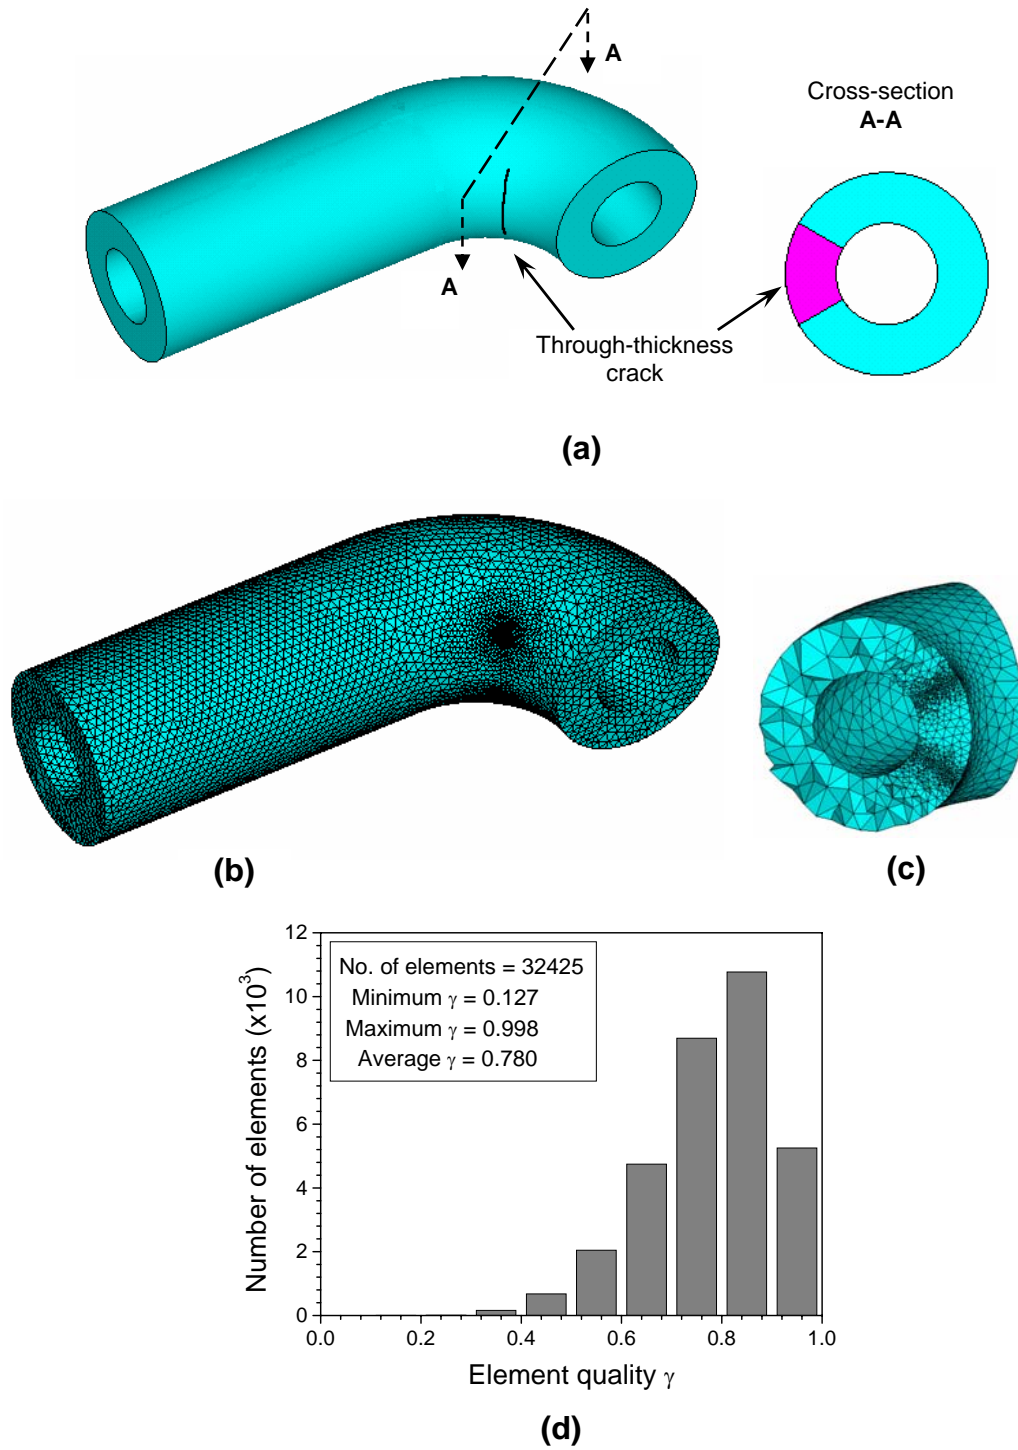 A
Cross-section
A-A
A
Through-thickness
crack
(a)
(b)
(c)
No. of elements = 32425
Minimum γ = 0.127
Maximum γ = 0.998
Average γ = 0.780
Number of elements (x10³)
12
10
8
6
4
2
0
0.0 0.2 0.4 0.6 0.8 1.0
Element quality γ
(d)